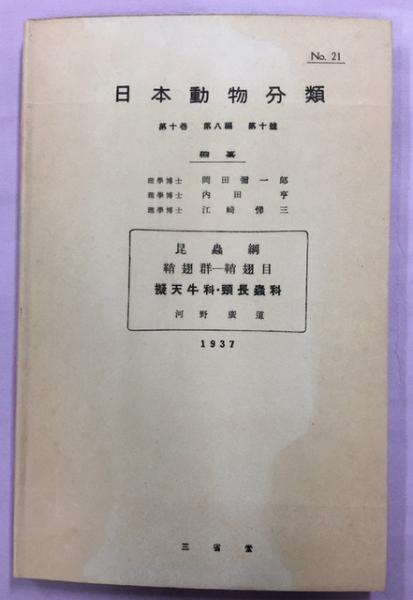 No. 21
日本動物分類
第十卷 第八編 第十號
編纂
理學博士 岡田彌一郎
理學博士 內田亨
理學博士 江崎悌三
昆蟲綱
鞘翅群—鞘翅目
擬天牛科・頸長蟲科
河野廣道
1937
三省堂